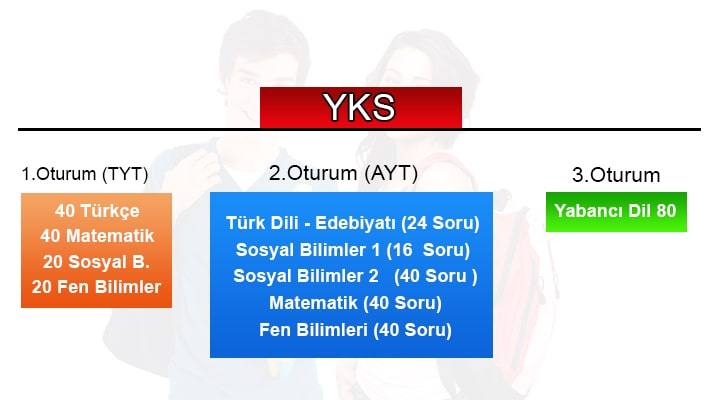 YKS
1.Oturum (TYT)
40 Türkçe
40 Matematik
20 Sosyal B.
20 Fen Bilimler
2.Oturum (AYT)
Türk Dili - Edebiyatı (24 Soru)
Sosyal Bilimler 1 (16 Soru)
Sosyal Bilimler 2 (40 Soru )
Matematik (40 Soru)
Fen Bilimleri (40 Soru)
3.Oturum
Yabancı Dil 80